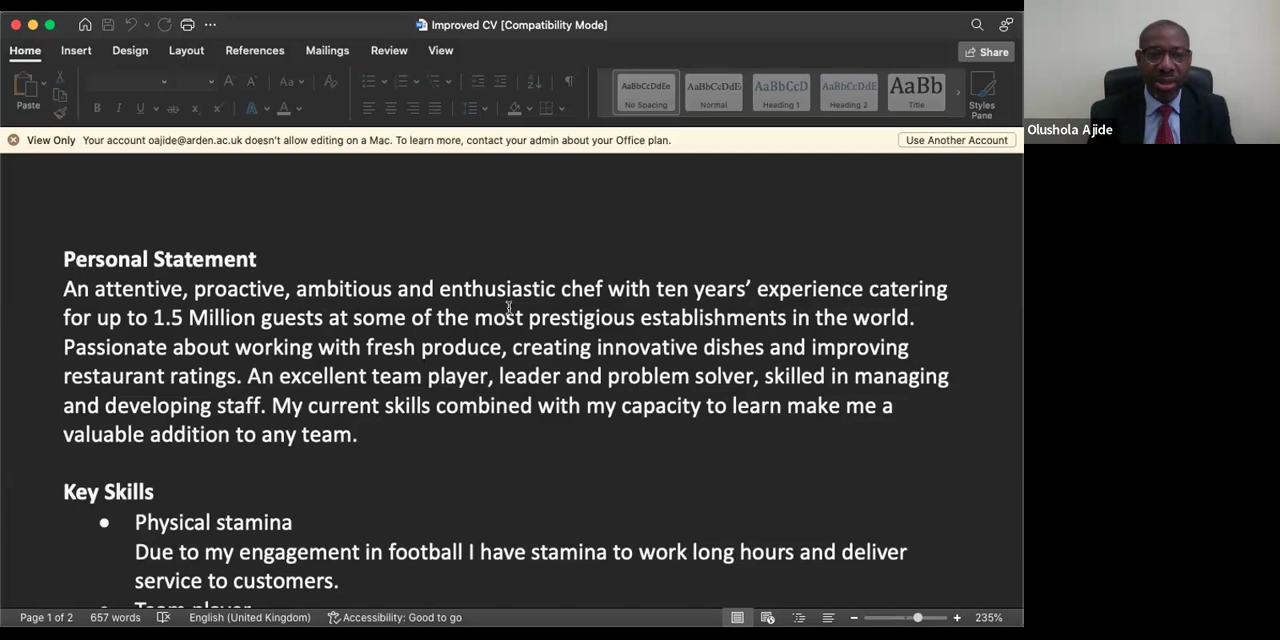 Improved CV [Compatibility Mode]
Home Insert Design Layout References Mailings Review View Share
Paste
Aa
B I U ab x x A A
AaBbCcDdEe AaBbCcDdE AaBbCcD AaBbCcDdE AaBb
No Spacing Normal Heading 1 Heading 2 Title
Styles
Pane
View Only Your account oajide@arden.ac.uk doesn't allow editing on a Mac. To learn more, contact your admin about your Office plan. Use Another Account
Olushola Ajide
Personal Statement
An attentive, proactive, ambitious and enthusiastic chef with ten years’ experience catering
for up to 1.5 Million guests at some of the most prestigious establishments in the world.
Passionate about working with fresh produce, creating innovative dishes and improving
restaurant ratings. An excellent team player, leader and problem solver, skilled in managing
and developing staff. My current skills combined with my capacity to learn make me a
valuable addition to any team.
Key Skills
• Physical stamina
Due to my engagement in football I have stamina to work long hours and deliver
service to customers.
• Team player
Page 1 of 2 657 words English (United Kingdom) Accessibility: Good to go 235%